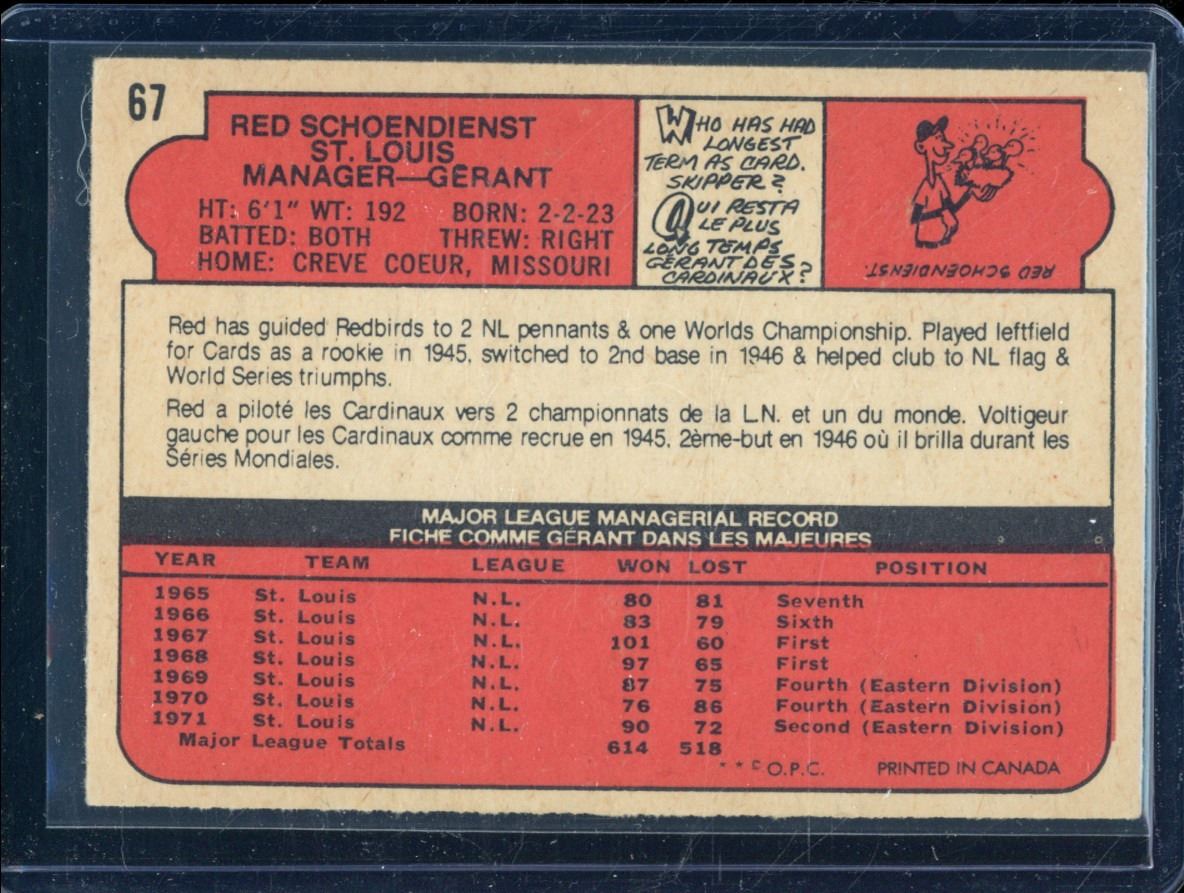 67
RED SCHOENDIENST
ST. LOUIS
MANAGER—GÉRANT
HT: 6'1" WT: 192 BORN: 2-2-23
BATTED: BOTH THREW: RIGHT
HOME: CREVE COEUR, MISSOURI
WHO HAS HAD
LONGEST
TERM AS CARD.
SKIPPER?
QUI RESTA
LE PLUS
LONG TEMPS
GÉRANT DES
CARDINAUX?
RED SCHOENDIENST.
Red has guided Redbirds to 2 NL pennants & one Worlds Championship. Played leftfield
for Cards as a rookie in 1945, switched to 2nd base in 1946 & helped club to NL flag &
World Series triumphs.
Red a piloté les Cardinaux vers 2 championnats de la L.N. et un du monde. Voltigeur
gauche pour les Cardinaux comme recrue en 1945, 2ème-but en 1946 où il brilla durant les
Séries Mondiales.
MAJOR LEAGUE MANAGERIAL RECORD
FICHE COMME GÉRANT DANS LES MAJEURES
YEAR TEAM LEAGUE WON LOST POSITION
1965 St. Louis N.L. 80 81 Seventh
1966 St. Louis N.L. 83 79 Sixth
1967 St. Louis N.L. 101 60 First
1968 St. Louis N.L. 97 65 First
1969 St. Louis N.L. 87 75 Fourth (Eastern Division)
1970 St. Louis N.L. 76 86 Fourth (Eastern Division)
1971 St. Louis N.L. 90 72 Second (Eastern Division)
Major League Totals 614 518
* * © O.P.C. PRINTED IN CANADA